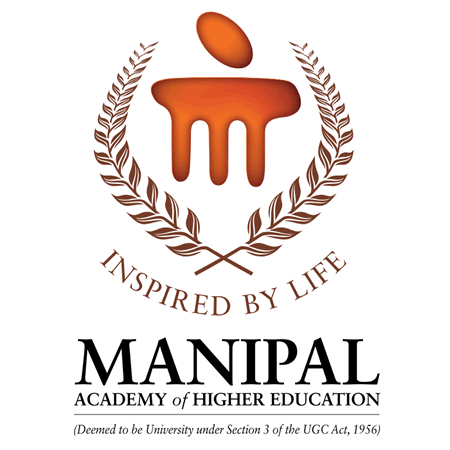 INSPIRED BY LIFE
MANIPAL
ACADEMY of HIGHER EDUCATION
(Deemed to be University under Section 3 of the UGC Act, 1956)